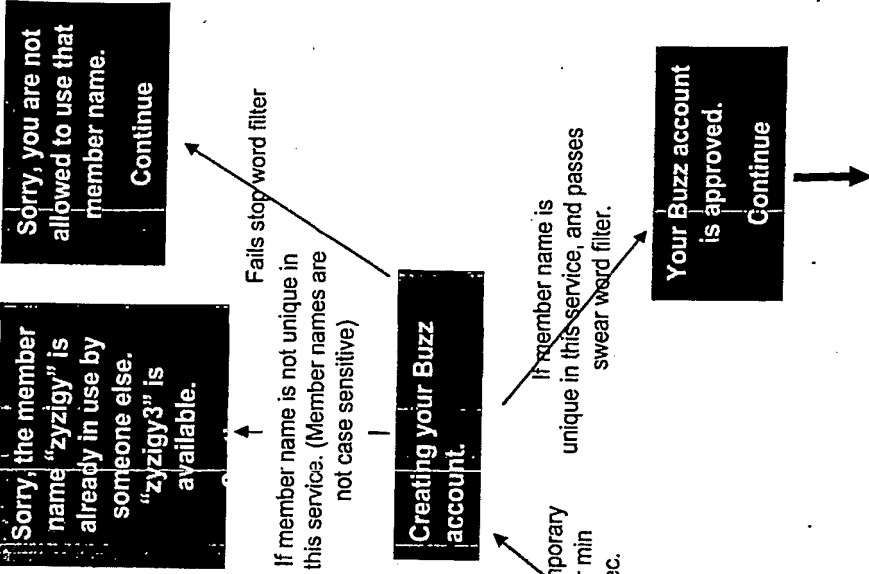 Sorry, you are not
allowed to use that
member name.
Continue
Sorry, the member
name "zyzigy" is
already in use by
someone else.
"zyzigy3" is
available.
Fails stop word filter
If member name is not unique in
this service. (Member names are
not case sensitive)
Creating your Buzz
account.
If member name is
unique in this service, and passes
swear word filter.
Your Buzz account
is approved.
Continue
min